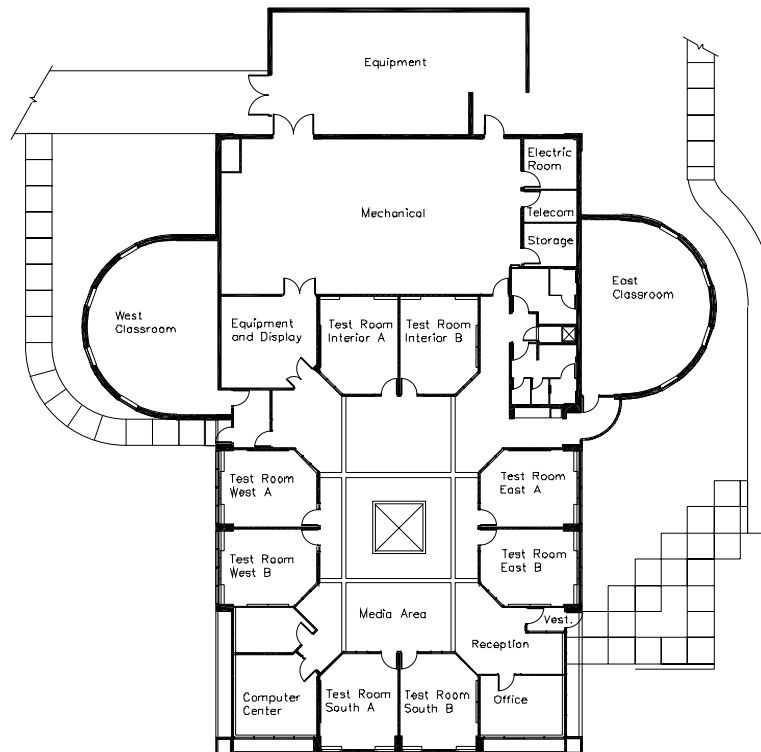 Equipment
Electric
Room
Mechanical
Telecom
Storage
East
Classroom
West
Classroom
Equipment
and Display
Test Room
Interior A
Test Room
Interior B
Test Room
West A
Test Room
East A
Test Room
West B
Test Room
East B
Media Area
Vest.
Reception
Computer
Center
Test Room
South A
Test Room
South B
Office